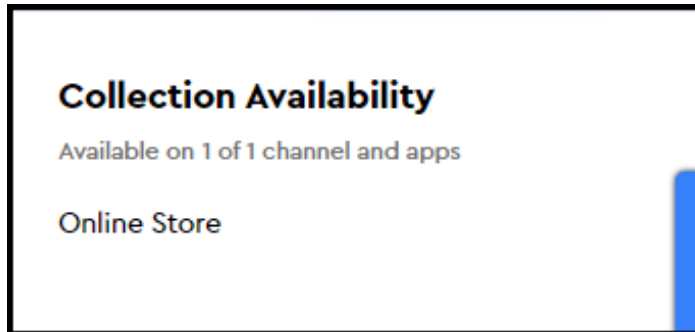 Collection Availability
Available on 1 of 1 channel and apps
Online Store